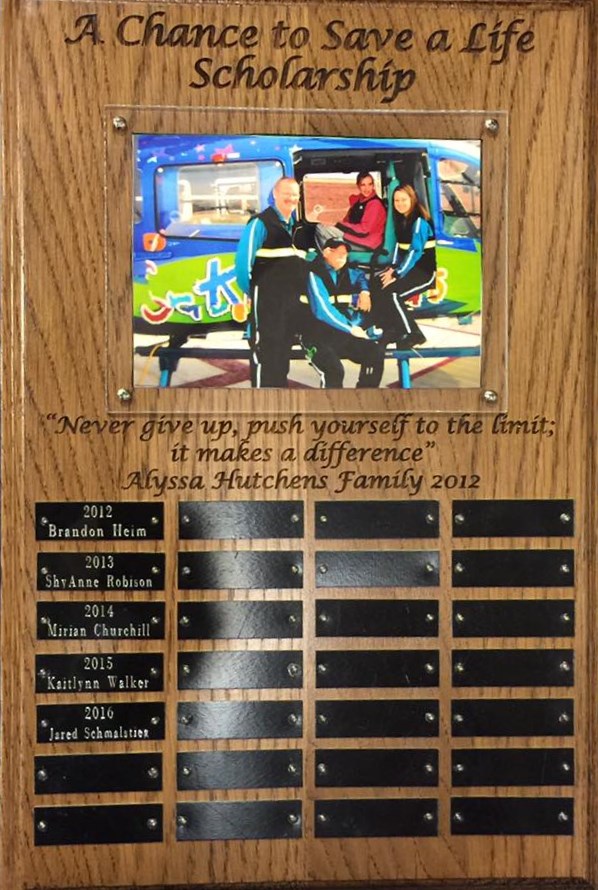 A Chance to Save a Life
Scholarship
"Never give up, push yourself to the limit;
it makes a difference"
Alyssa Hutchens Family 2012
2012
Brandon Heim
2013
ShyAnne Robison
2014
Mirian Churchill
2015
Kaitlynn Walker
2016
Jared